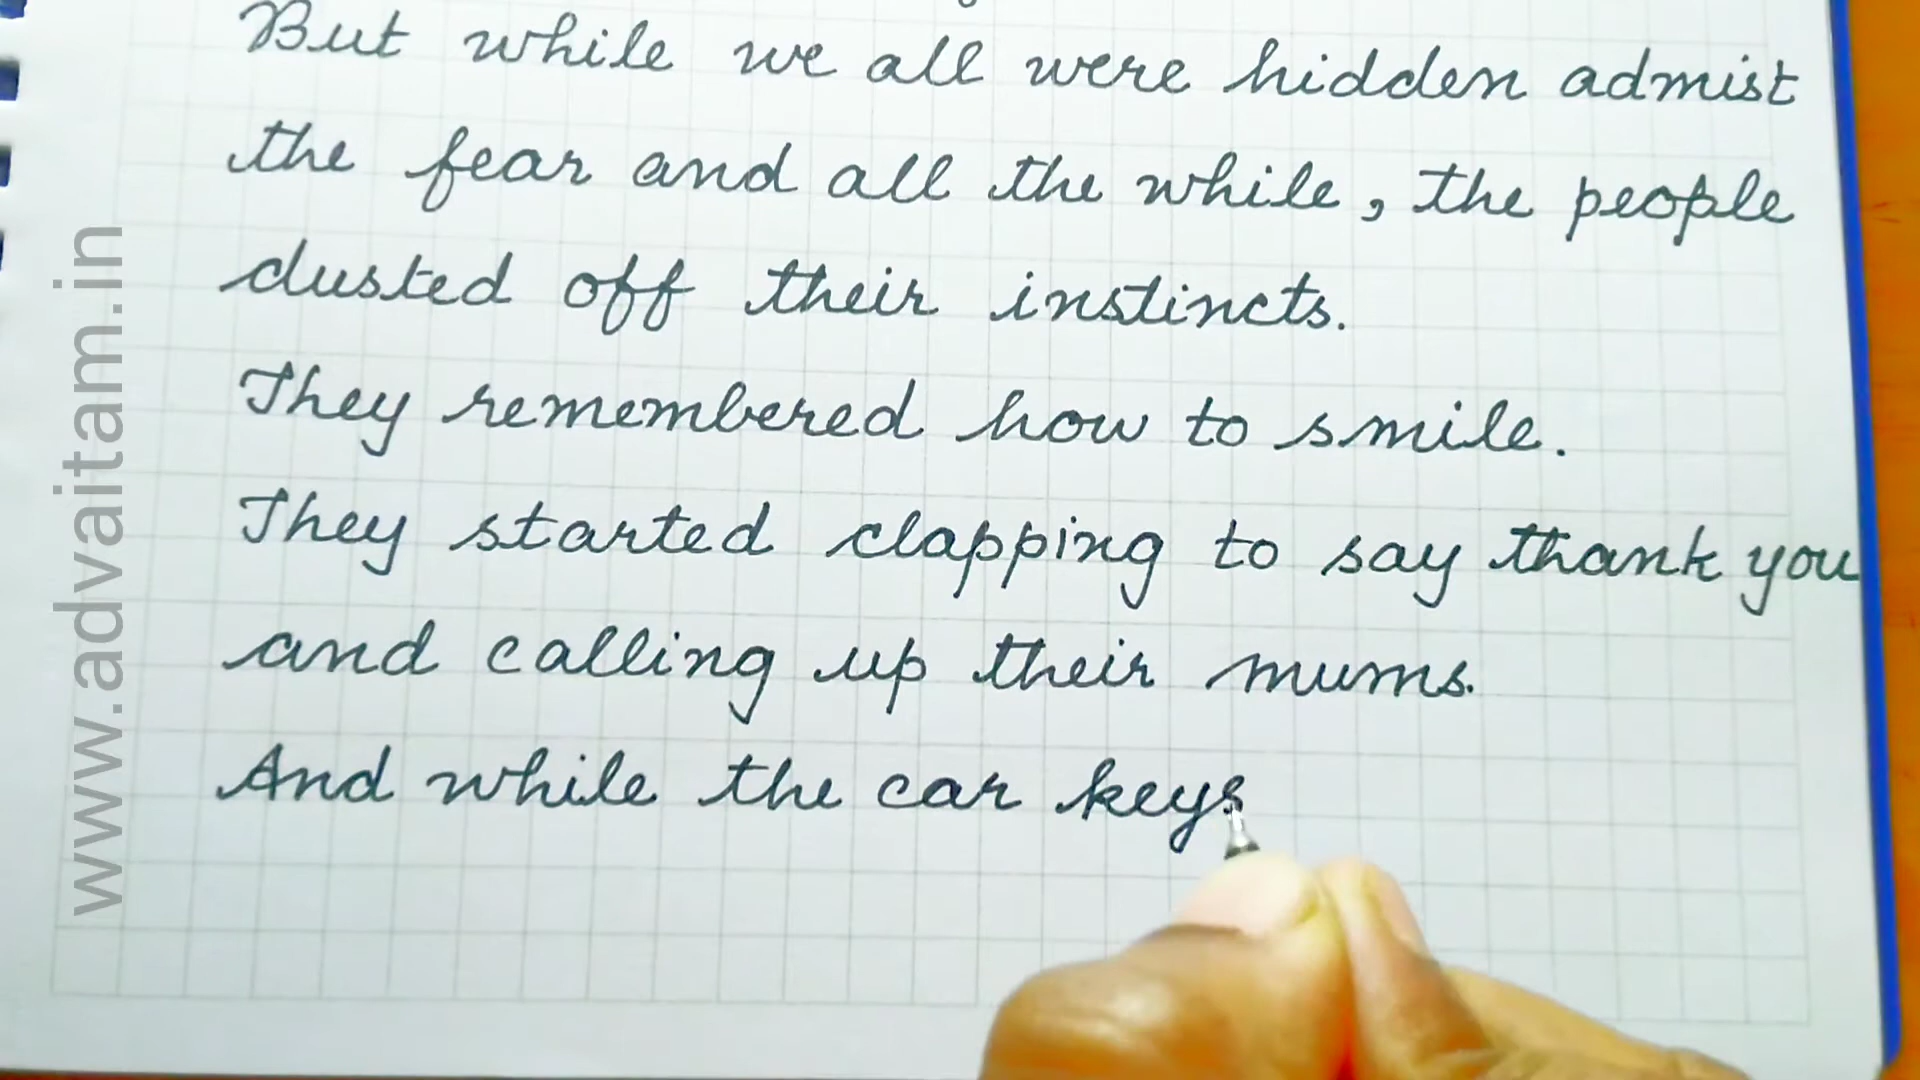 But while we all were hidden admist
the fear and all the while, the people
dusted off their instincts.
They remembered how to smile.
They started clapping to say thank you
and calling up their mums.
And while the car keys
www.advaitam.in